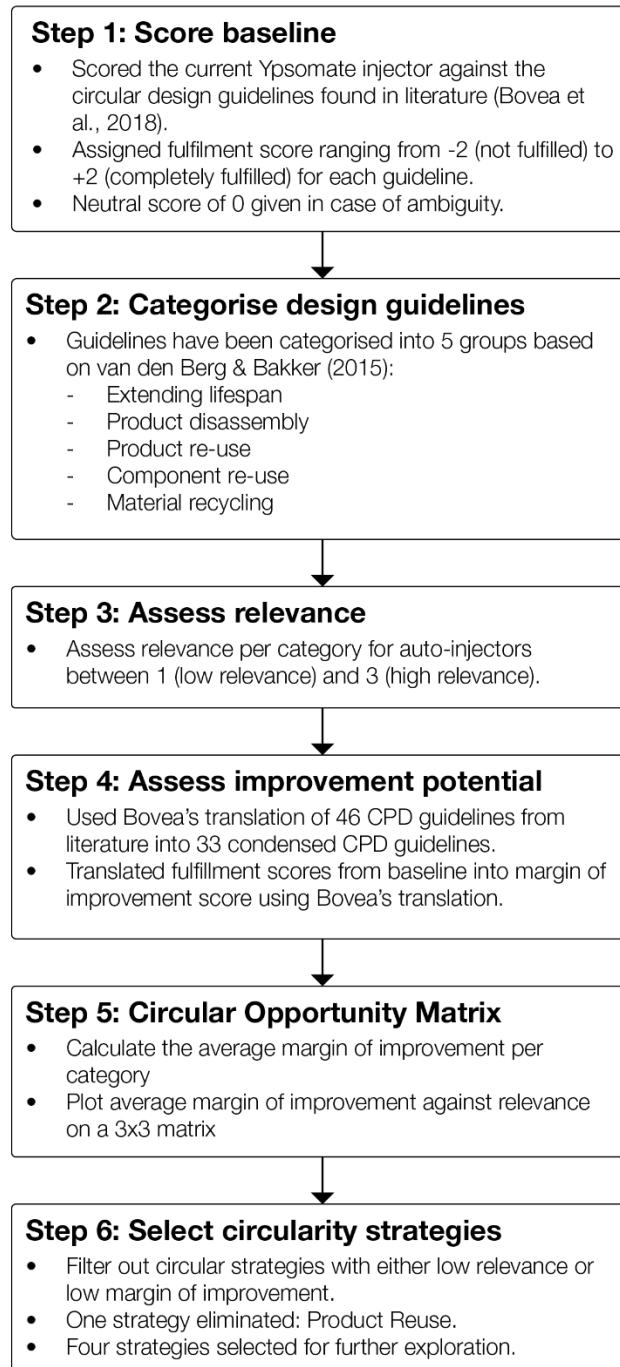 Step 1: Score baseline
• Scored the current Ypsomate injector against the
circular design guidelines found in literature (Bovea
et al., 2018).
• Assigned fulfilment score ranging from -2 (not fulfilled) to
+2 (completely fulfilled) for each guideline.
• Neutral score of 0 given in case of ambiguity.
Step 2: Categorise design guidelines
• Guidelines have been categorised into 5 groups based
on van den Berg & Bakker (2015):
- Extending lifespan
- Product disassembly
- Product re-use
- Component re-use
- Material recycling
Step 3: Assess relevance
• Assess relevance per category for auto-injectors
between 1 (low relevance) and 3 (high relevance).
Step 4: Assess improvement potential
• Used Bovea’s translation of 46 CPD guidelines from
literature into 33 condensed CPD guidelines.
• Translated fulfillment scores from baseline into margin of
improvement score using Bovea’s translation.
Step 5: Circular Opportunity Matrix
• Calculate the average margin of improvement per
category
• Plot average margin of improvement against relevance
on a 3x3 matrix
Step 6: Select circularity strategies
• Filter out circular strategies with either low relevance or
low margin of improvement.
• One strategy eliminated: Product Reuse.
• Four strategies selected for further exploration.